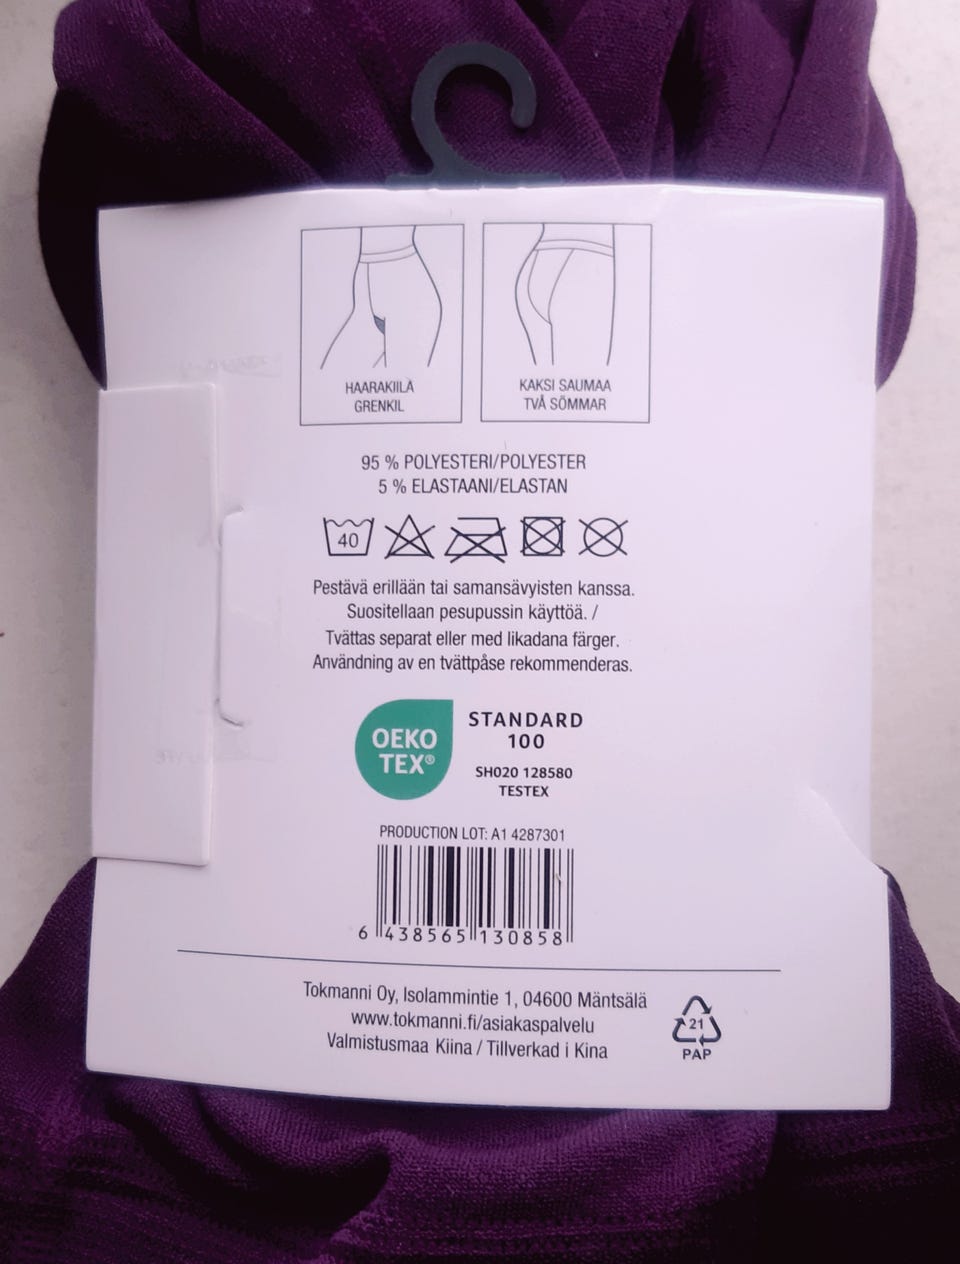 HAARAKIILA
GRENKIL
KAKSI SAUMAA
TVÅ SÖMMAR
95 % POLYESTERI/POLYESTER
5 % ELASTAANI/ELASTAN
40
Pestävä erillään tai samansävyisten kanssa.
Suositellaan pesupussin käyttöä. /
Tvättas separat eller med likadana färger.
Användning av en tvättpåse rekommenderas.
OEKO
TEX®
STANDARD
100
SH020 128580
TESTEX
PRODUCTION LOT: A1 4287301
6 438565 130858
Tokmanni Oy, Isolammintie 1, 04600 Mäntsälä
www.tokmanni.fi/asiakaspalvelu
Valmistusmaa Kiina / Tillverkad i Kina
21
PAP